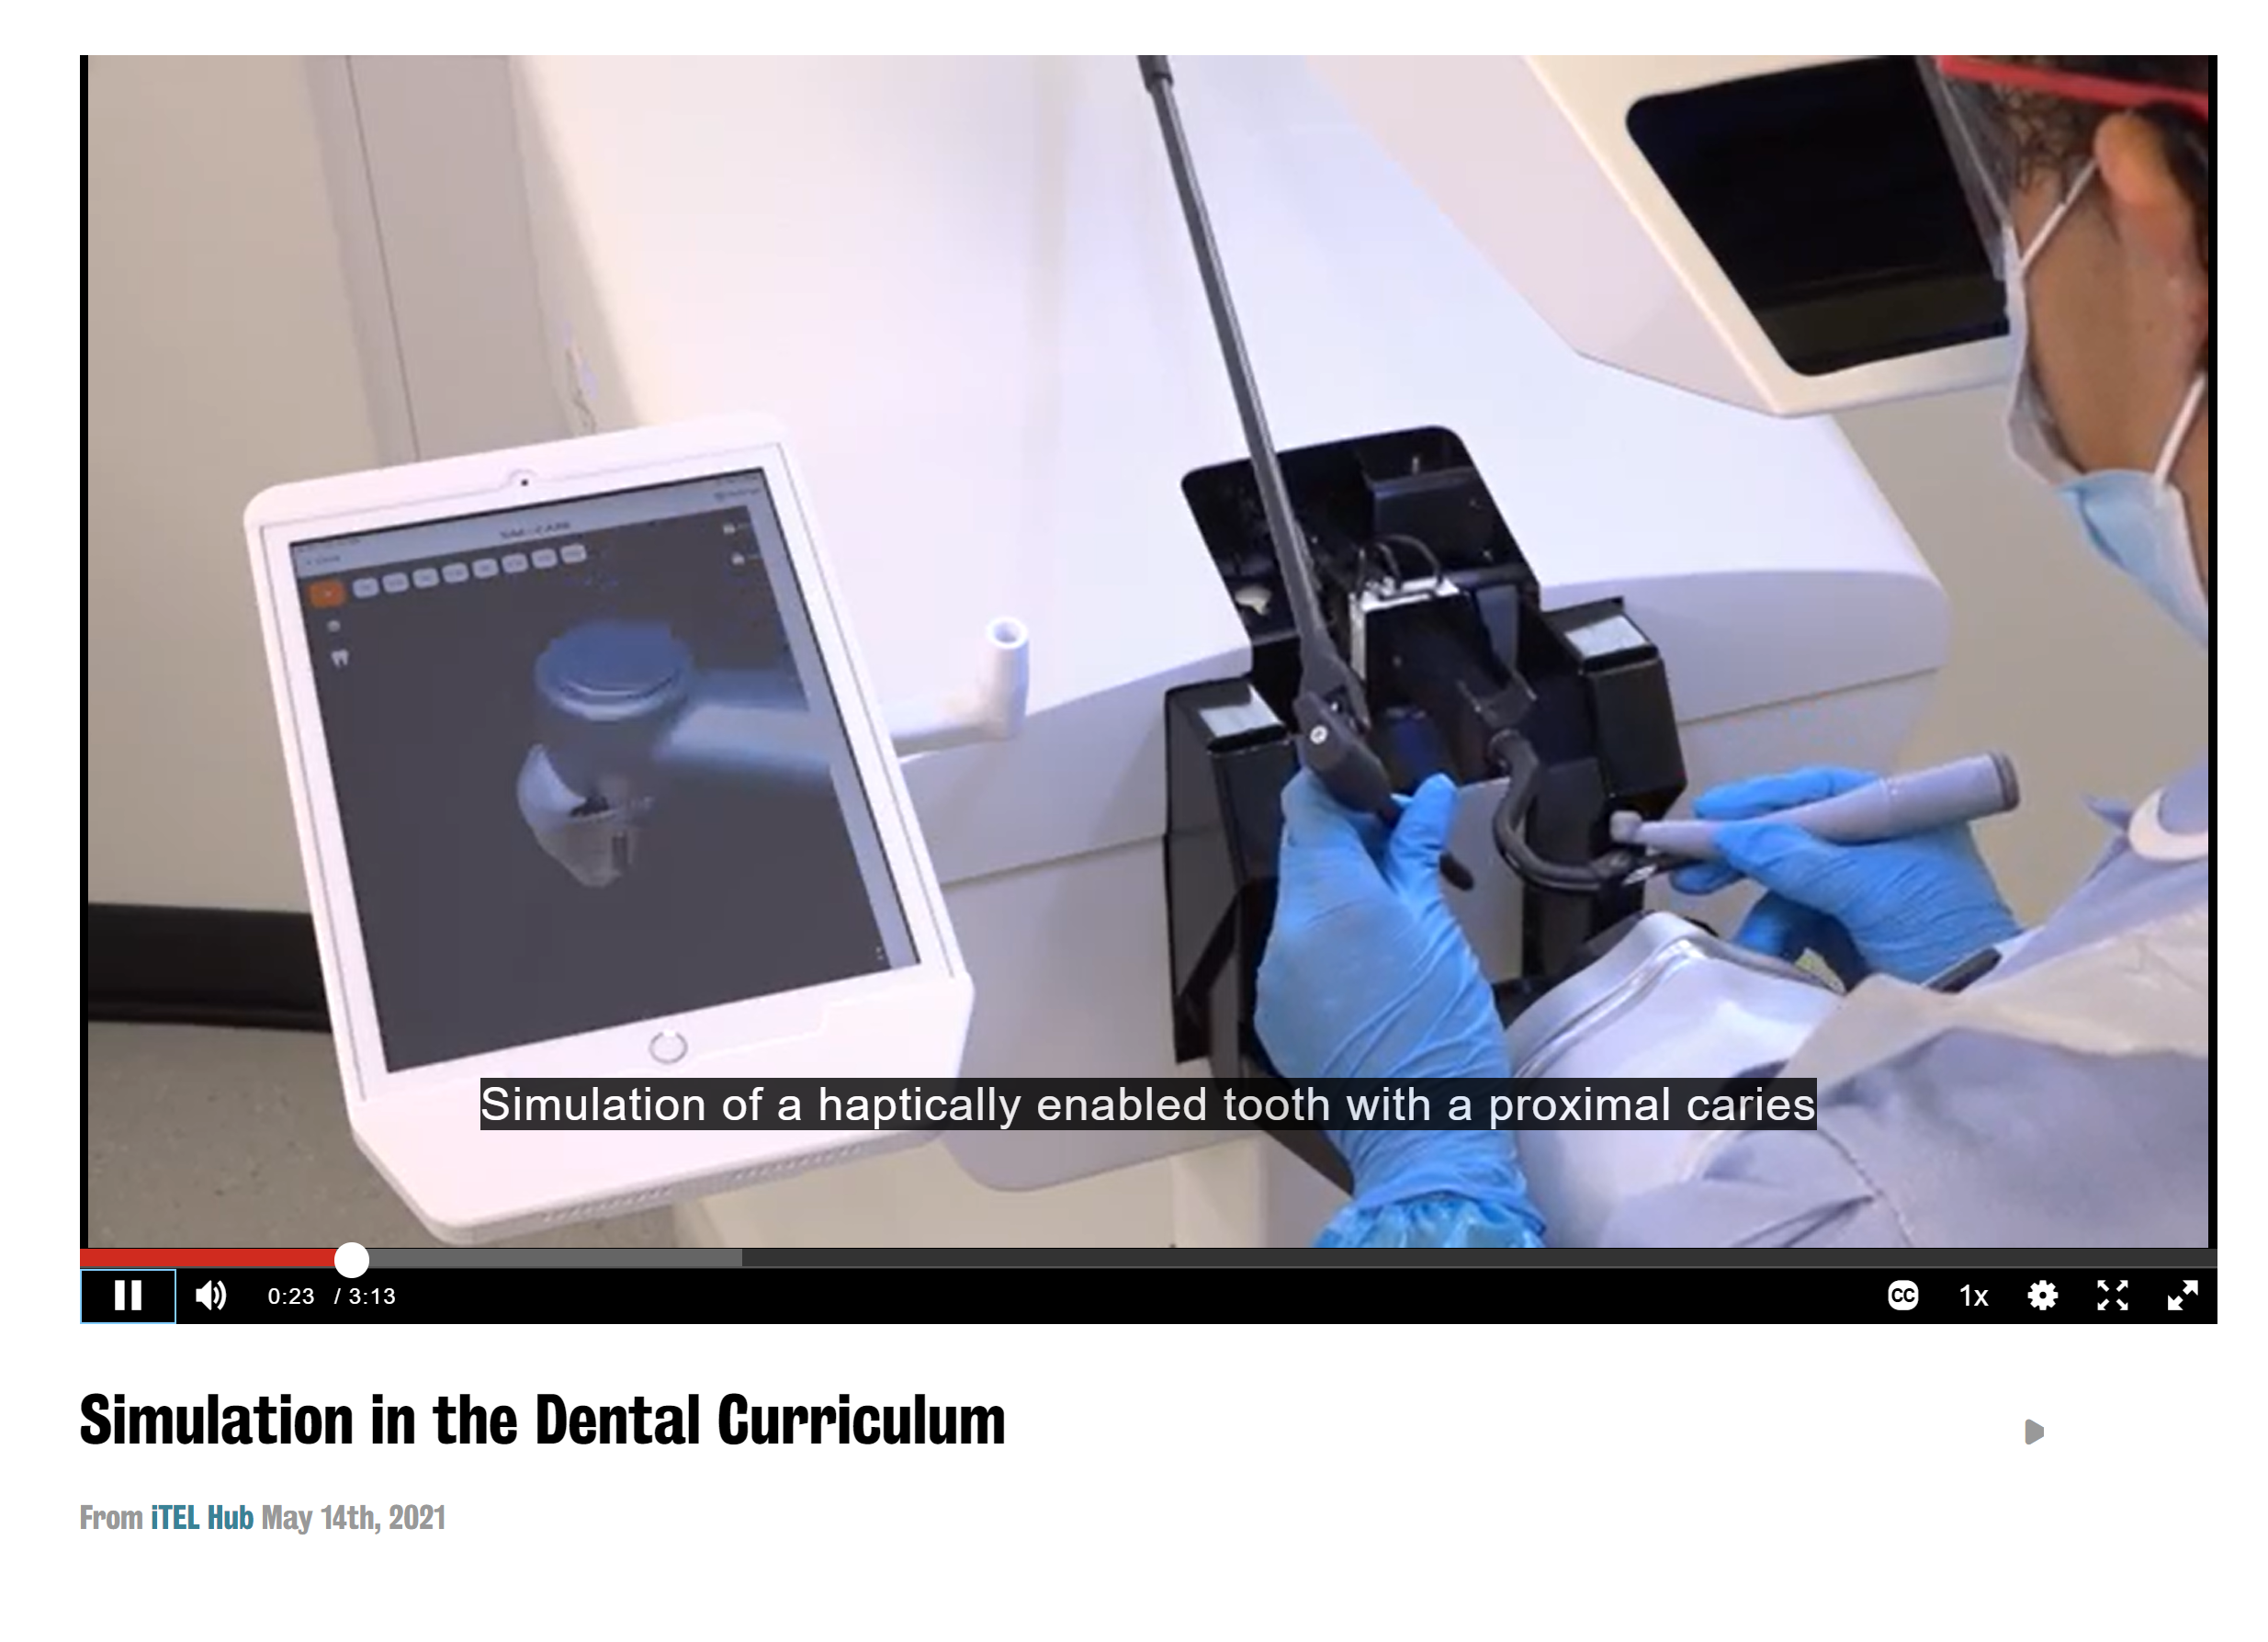 Simulation of a haptically enabled tooth with a proximal caries
0:23 / 3:13
CC
1x
Simulation in the Dental Curriculum
From iTEL Hub May 14th, 2021